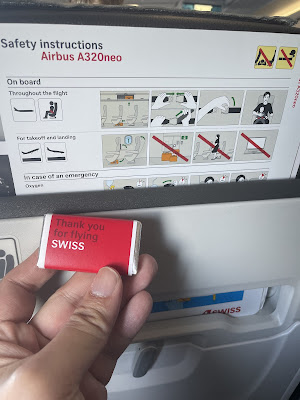 Safety instructions
Airbus A320neo
On board
Throughout the flight
For takeoff and landing
In case of an emergency
Oxygen
Thank you
for flying
SWISS
SWISS